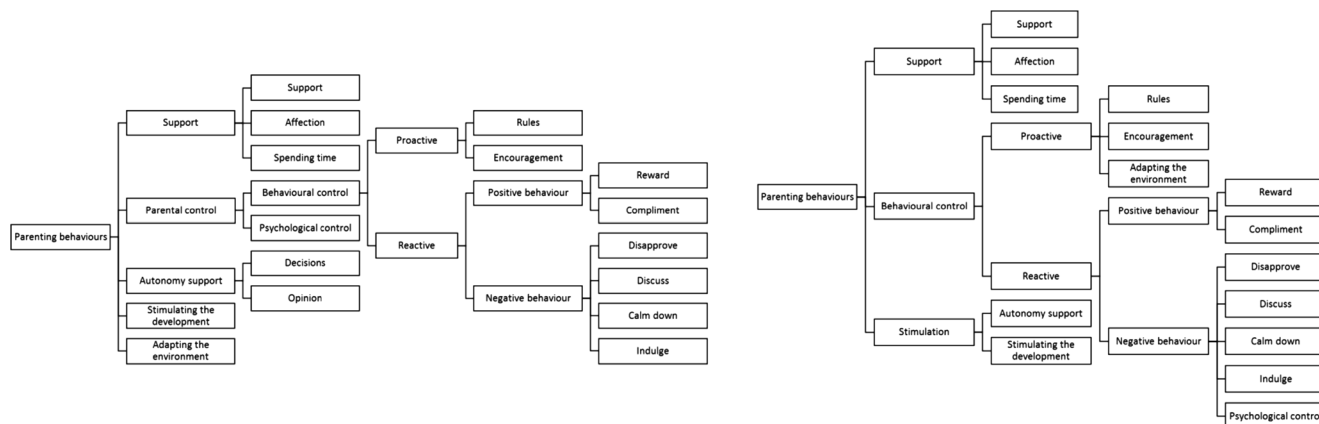 Parenting behaviours
Support
Support
Affection
Spending time
Parental control
Behavioural control
Proactive
Rules
Encouragement
Reactive
Positive behaviour
Reward
Compliment
Negative behaviour
Disapprove
Discuss
Calm down
Indulge
Psychological control
Autonomy support
Decisions
Opinion
Stimulating the
development
Adapting the
environment
Parenting behaviours
Support
Support
Affection
Spending time
Behavioural control
Proactive
Rules
Encouragement
Adapting the
environment
Reactive
Positive behaviour
Reward
Compliment
Negative behaviour
Disapprove
Discuss
Calm down
Indulge
Psychological control
Stimulation
Autonomy support
Stimulating the
development